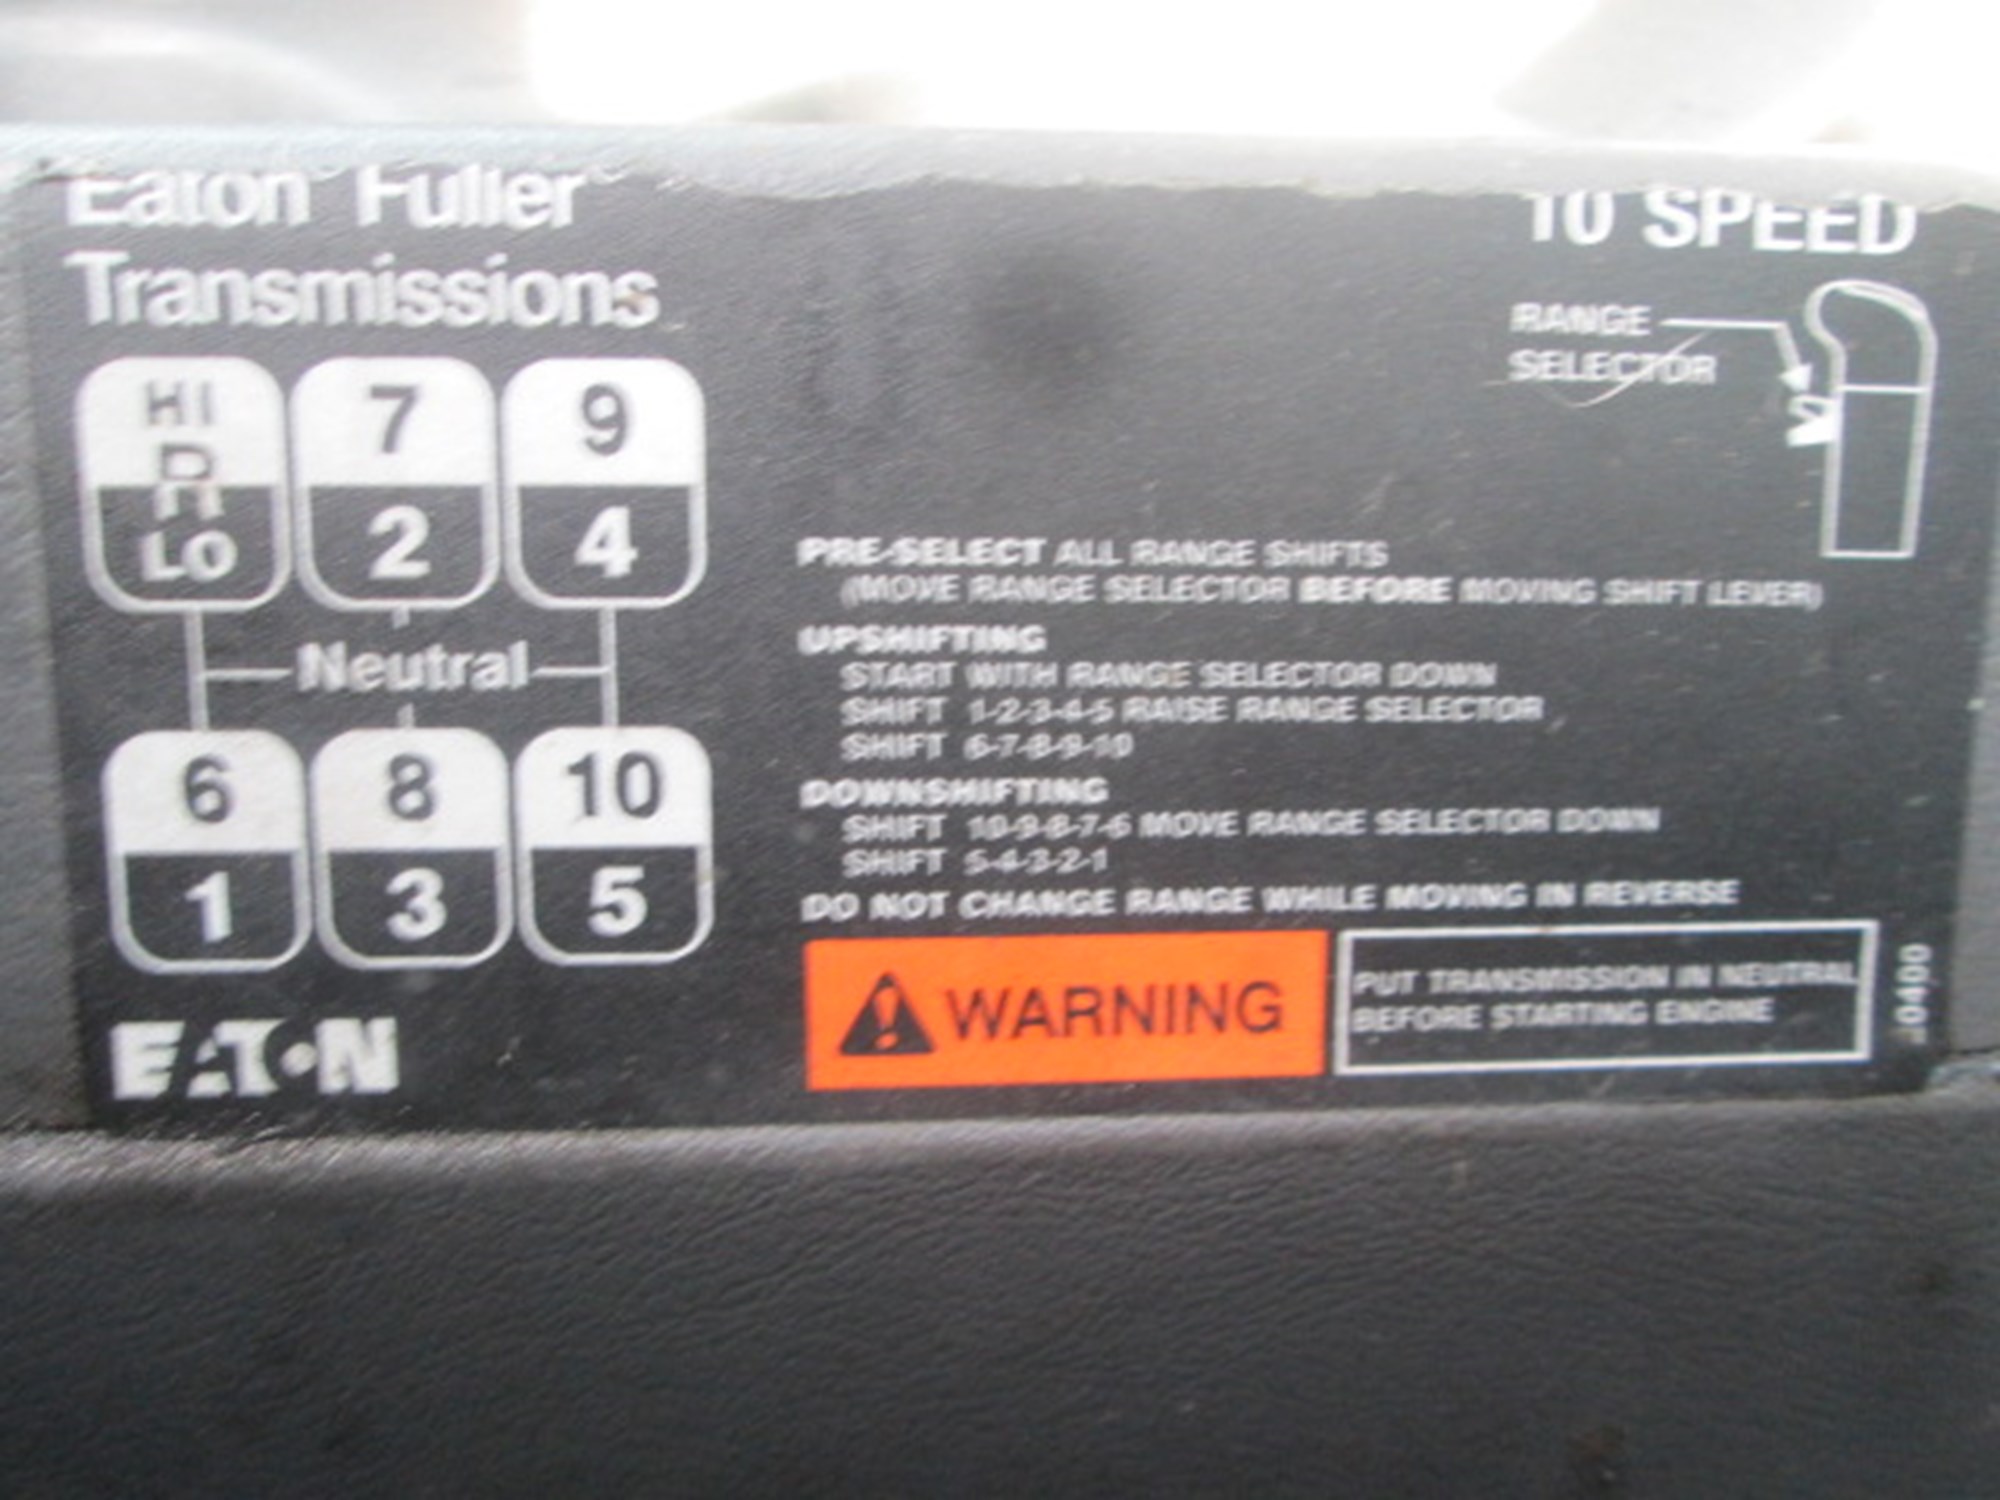 Eaton Fuller
Transmissions
10 SPEED
RANGE
SELECTOR
HI
R
LO
7
2
9
4
Neutral
6
1
8
3
10
5
EATON
PRE-SELECT ALL RANGE SHIFTS
(MOVE RANGE SELECTOR BEFORE MOVING SHIFT LEVER)
UPSHIFTING
START WITH RANGE SELECTOR DOWN
SHIFT 1-2-3-4-5 RAISE RANGE SELECTOR
SHIFT 6-7-8-9-10
DOWNSHIFTING
SHIFT 10-9-8-7-6 MOVE RANGE SELECTOR DOWN
SHIFT 5-4-3-2-1
DO NOT CHANGE RANGE WHILE MOVING IN REVERSE
WARNING
PUT TRANSMISSION IN NEUTRAL
BEFORE STARTING ENGINE